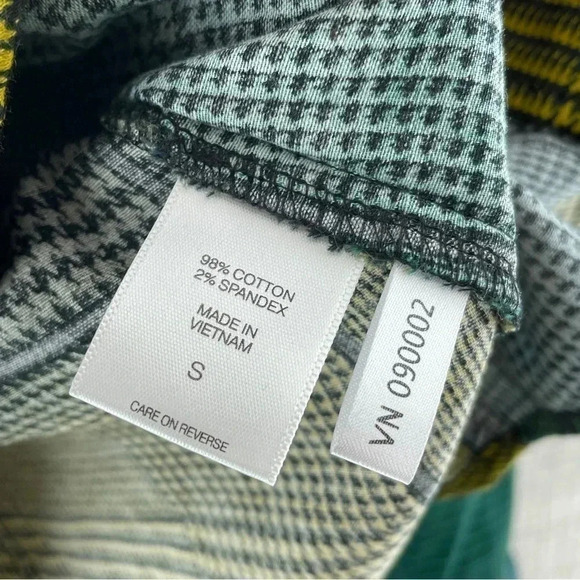 98% COTTON
2% SPANDEX
MADE IN
VIETNAM
S
CARE ON REVERSE
VN 090002